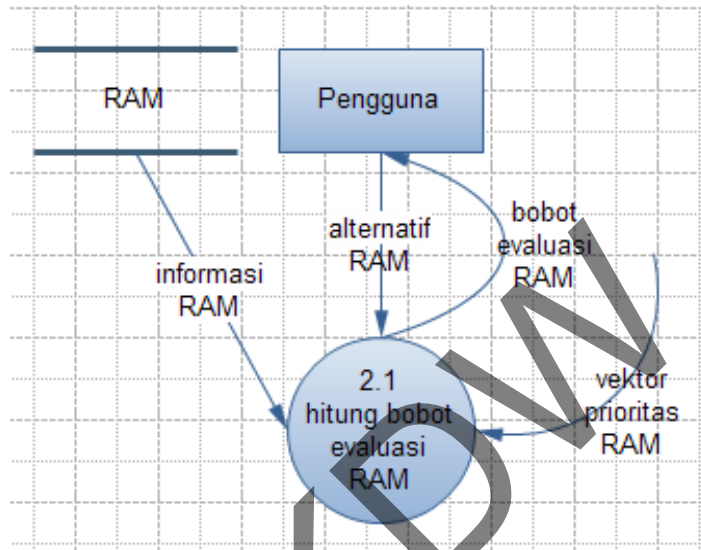 RAM
Pengguna
alternatif
RAM
bobot
evaluasi
RAM
informasi
RAM
2.1
hitung bobot
evaluasi
RAM
vektor
prioritas
RAM